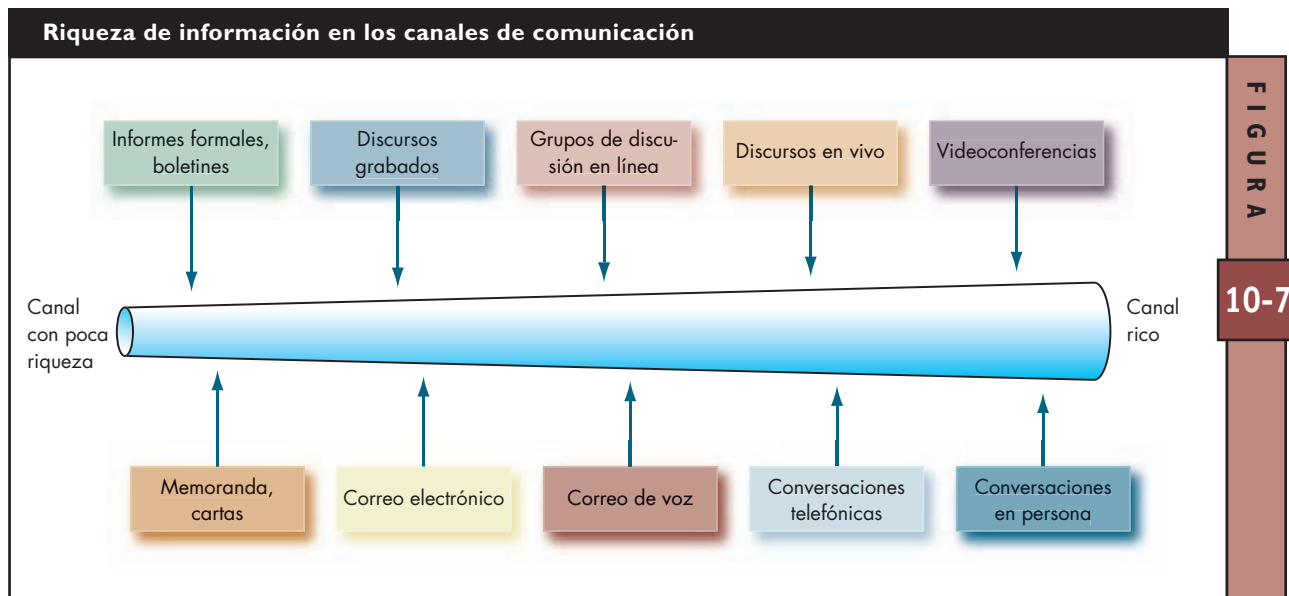 Riqueza de información en los canales de comunicación
FIGURA
10-7
Informes formales,
boletines
Discursos
grabados
Grupos de discu-
sión en línea
Discursos en vivo
Videoconferencias
Canal
con poca
riqueza
Canal
rico
Memoranda,
cartas
Correo electrónico
Correo de voz
Conversaciones
telefónicas
Conversaciones
en persona